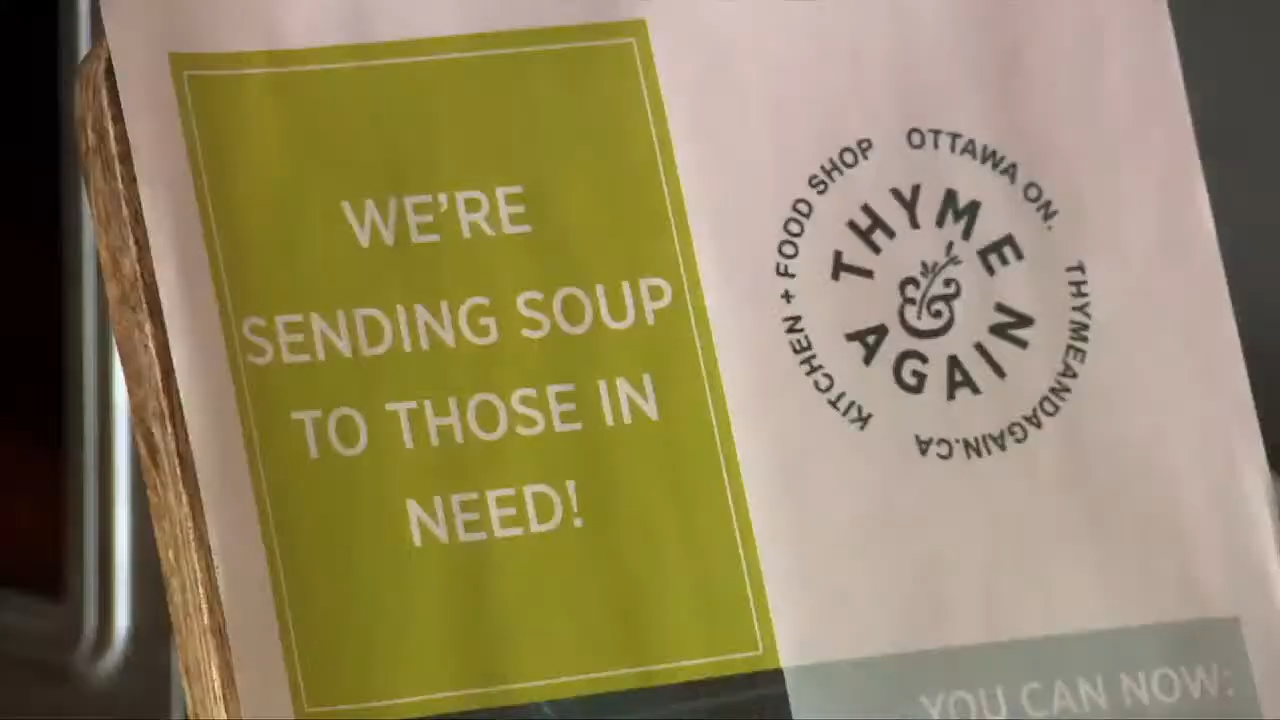 WE'RE
SENDING SOUP
TO THOSE IN
NEED!
KITCHEN + FOOD SHOP OTTAWA ON. THYMEANDAGAIN.CA
THYME
&
AGAIN
YOU CAN NOW: